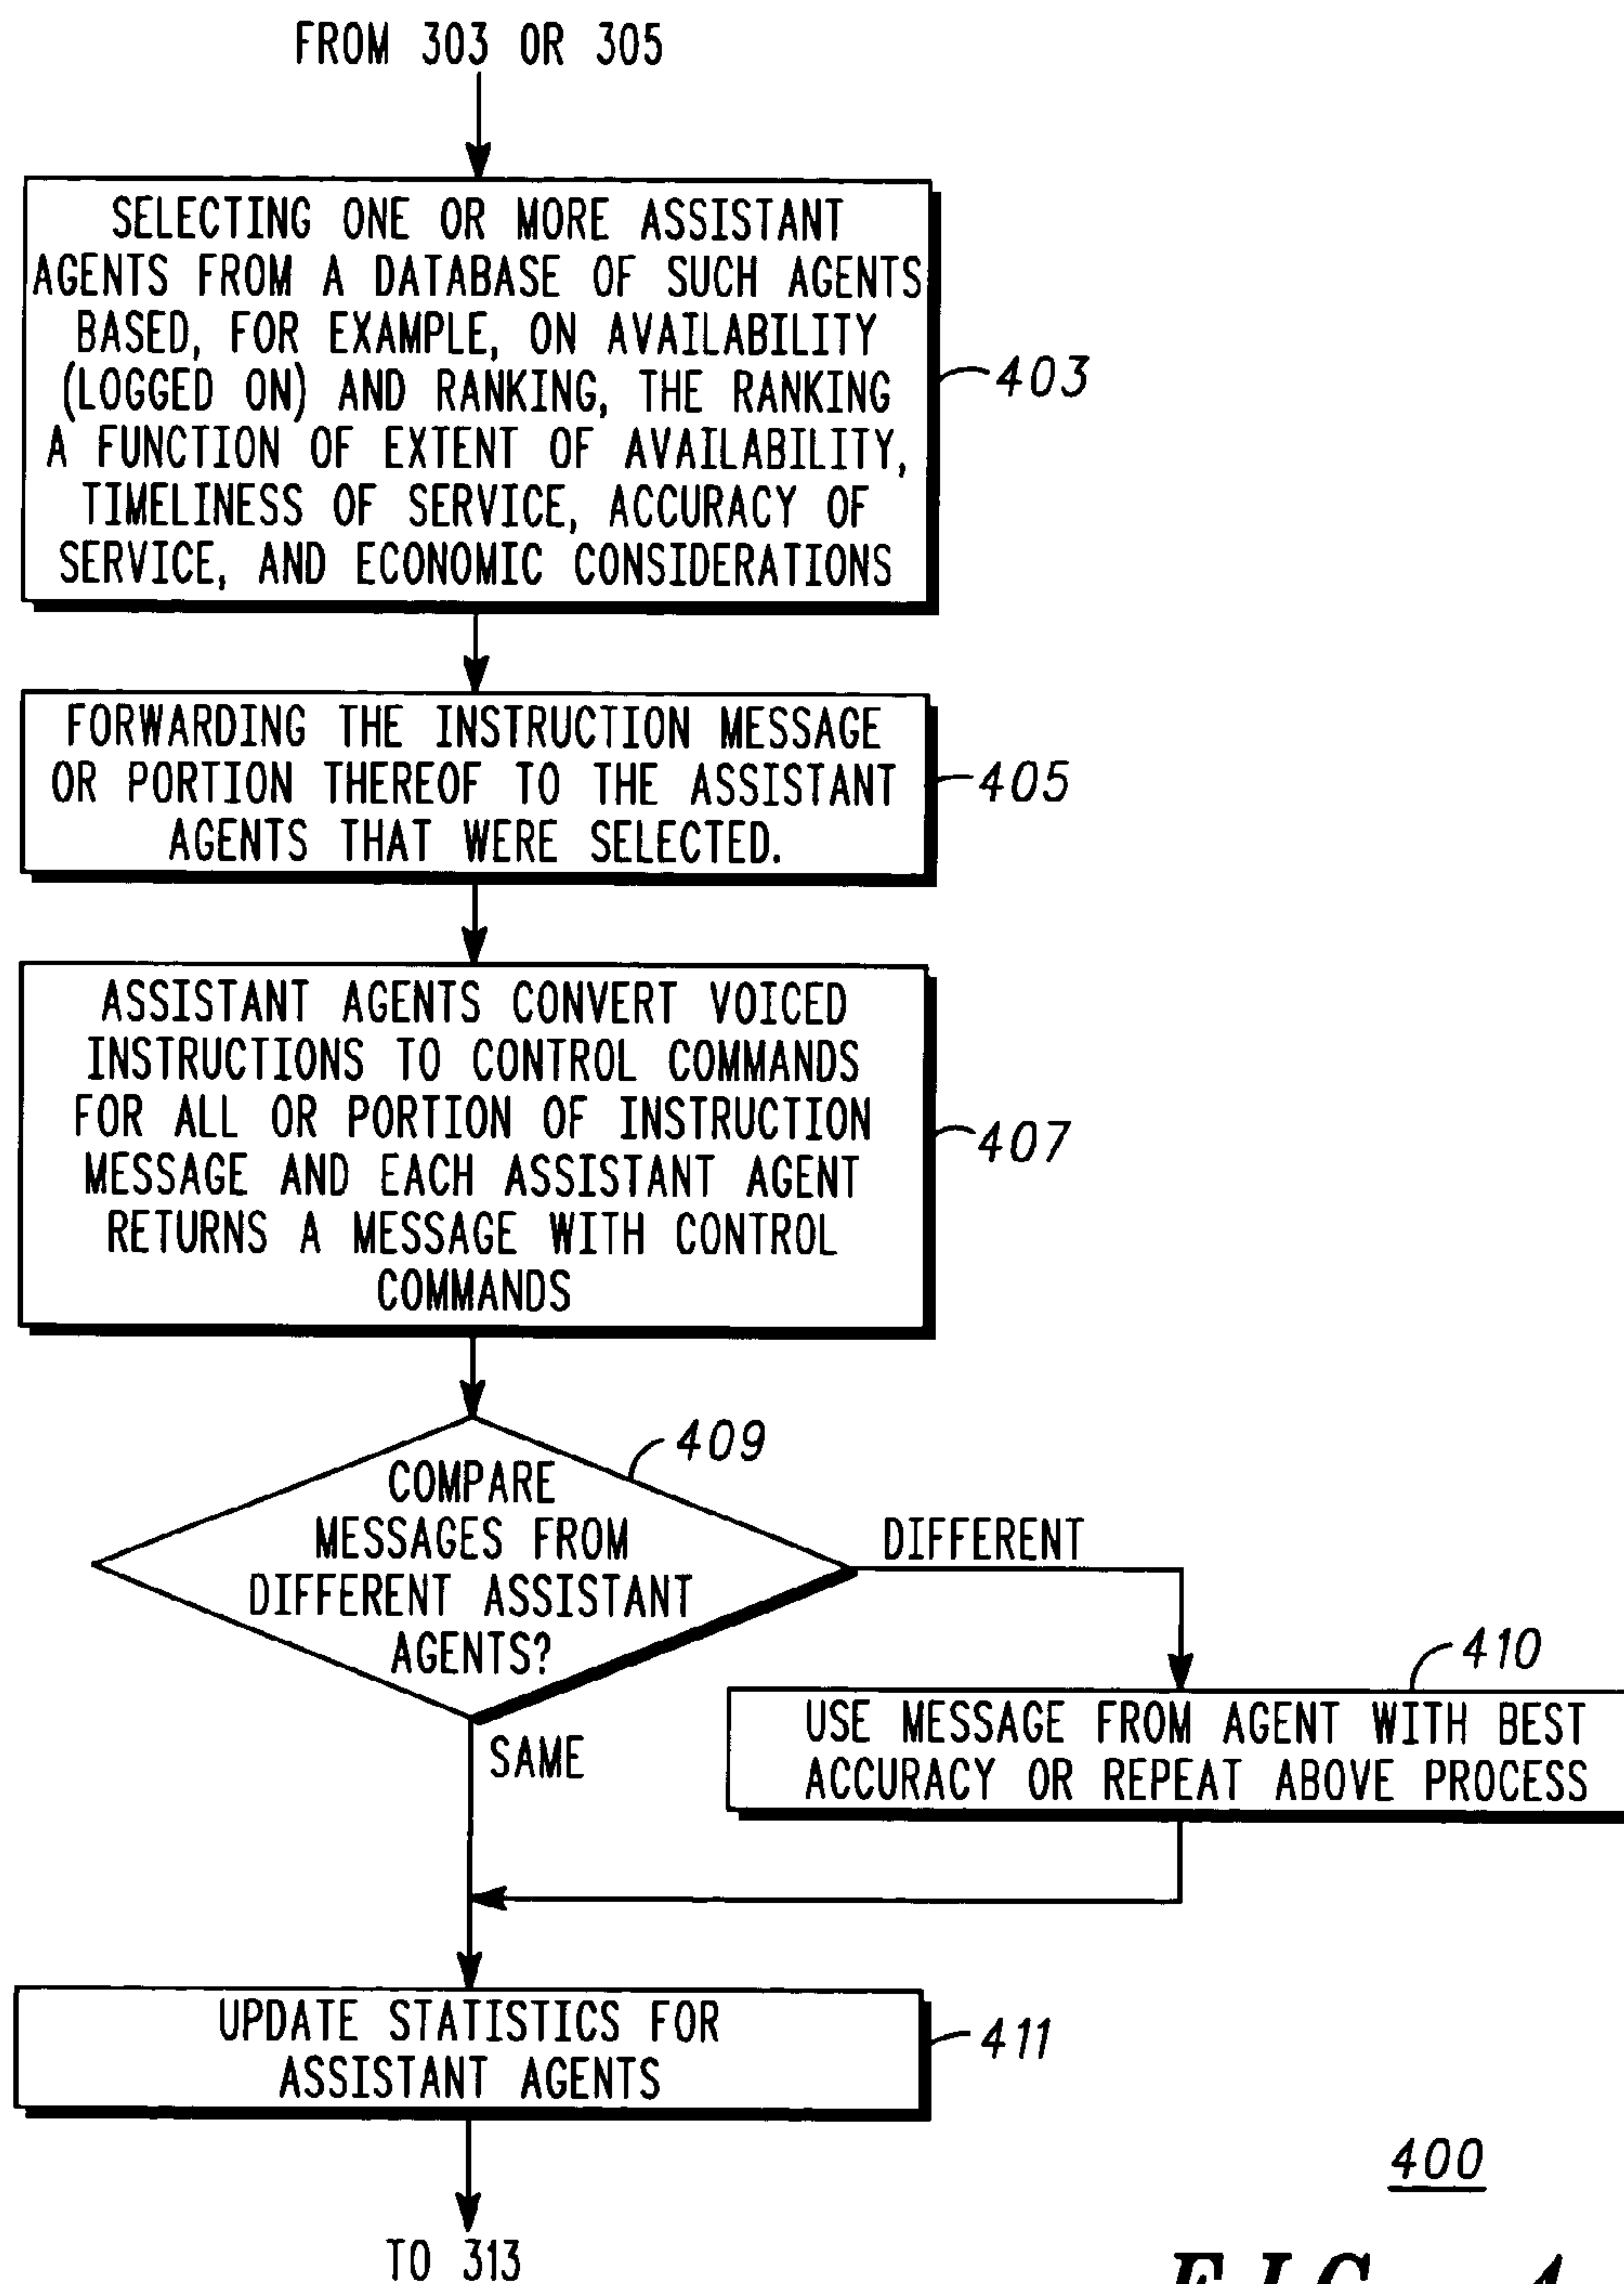 FROM 303 OR 305
SELECTING ONE OR MORE ASSISTANT
AGENTS FROM A DATABASE OF SUCH AGENTS
BASED, FOR EXAMPLE, ON AVAILABILITY
(LOGGED ON) AND RANKING, THE RANKING
A FUNCTION OF EXTENT OF AVAILABILITY,
TIMELINESS OF SERVICE, ACCURACY OF
SERVICE, AND ECONOMIC CONSIDERATIONS
403
FORWARDING THE INSTRUCTION MESSAGE
OR PORTION THEREOF TO THE ASSISTANT
AGENTS THAT WERE SELECTED.
405
ASSISTANT AGENTS CONVERT VOICED
INSTRUCTIONS TO CONTROL COMMANDS
FOR ALL OR PORTION OF INSTRUCTION
MESSAGE AND EACH ASSISTANT AGENT
RETURNS A MESSAGE WITH CONTROL
COMMANDS
407
409
COMPARE
MESSAGES FROM
DIFFERENT ASSISTANT
AGENTS?
DIFFERENT
SAME
410
USE MESSAGE FROM AGENT WITH BEST
ACCURACY OR REPEAT ABOVE PROCESS
UPDATE STATISTICS FOR
ASSISTANT AGENTS
411
TO 313
400
FIG. 4